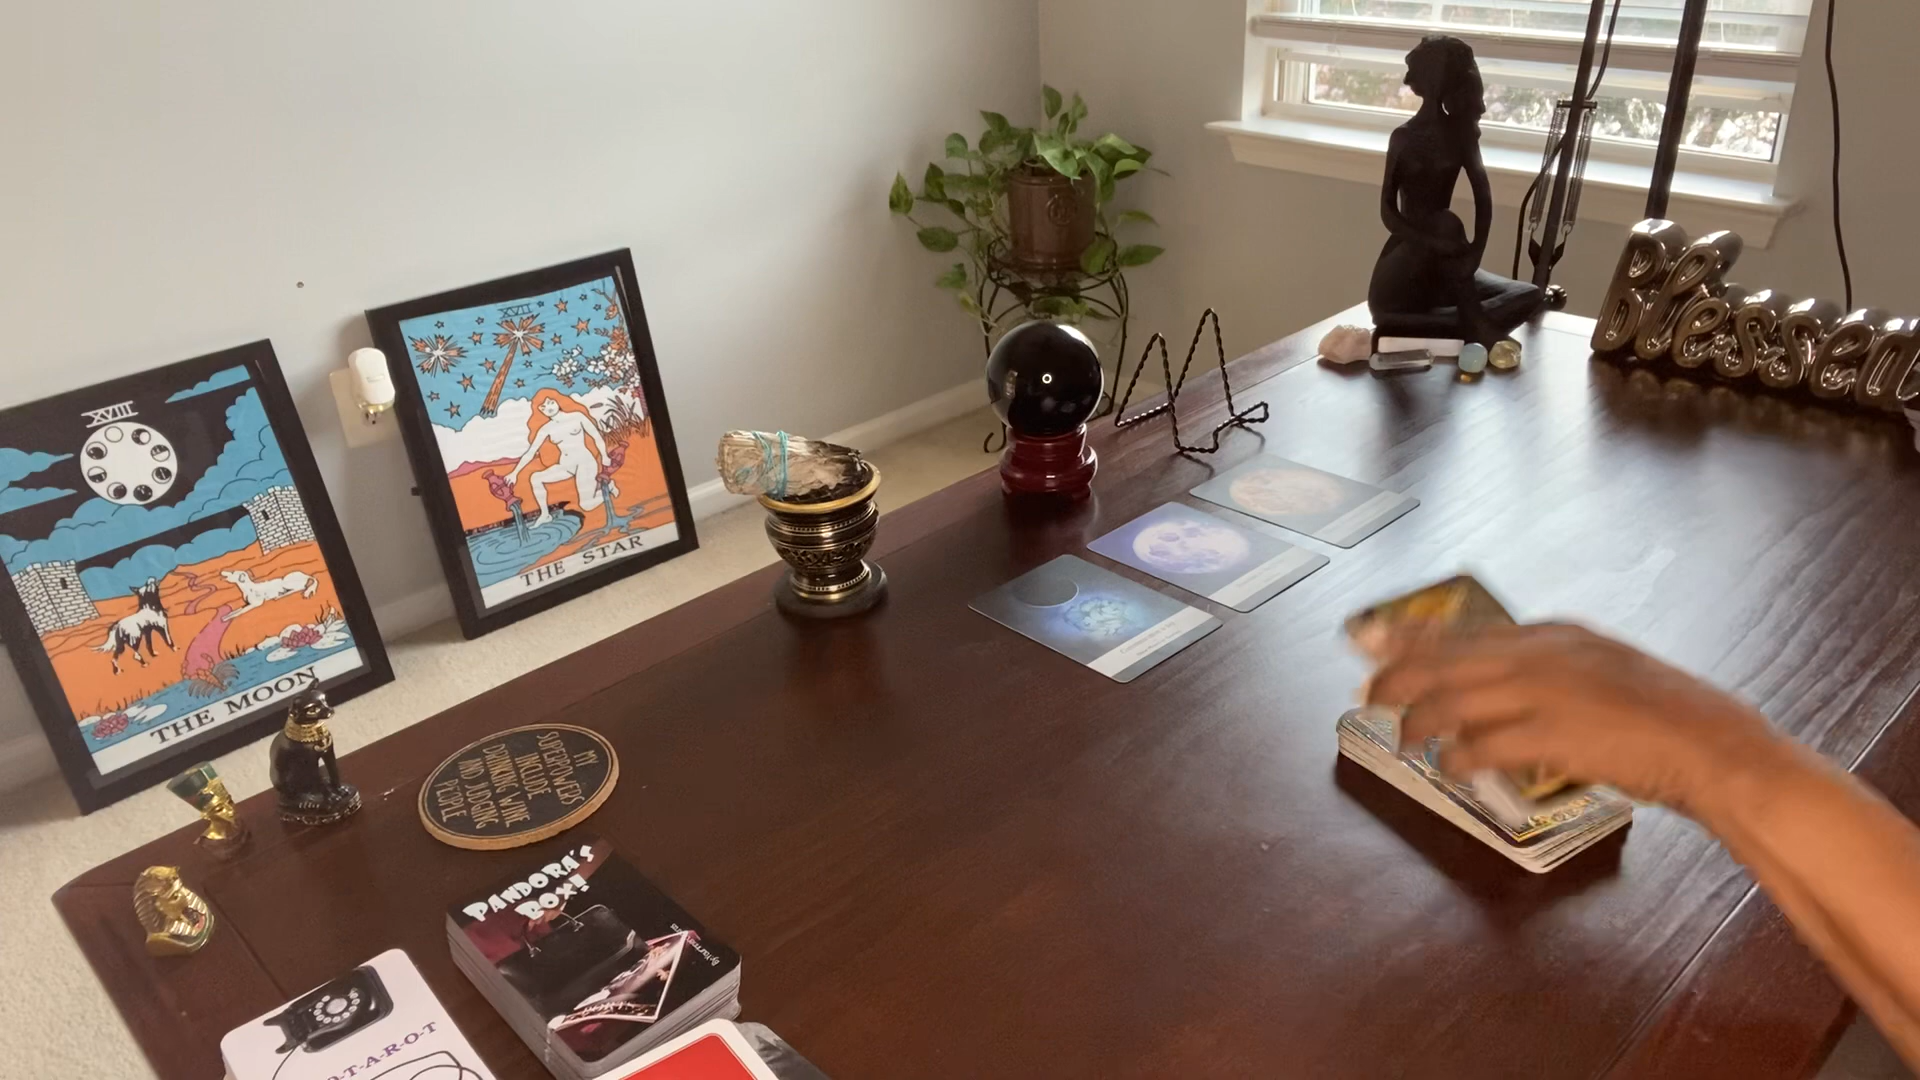 XVII
THE STAR
XVIII
THE MOON
Blessed
MY
SUPERPOWERS
INCLUDE
DRINKING WINE
AND JUDGING
PEOPLE
PANDORA'S
BOX!
T-A-R-O-T